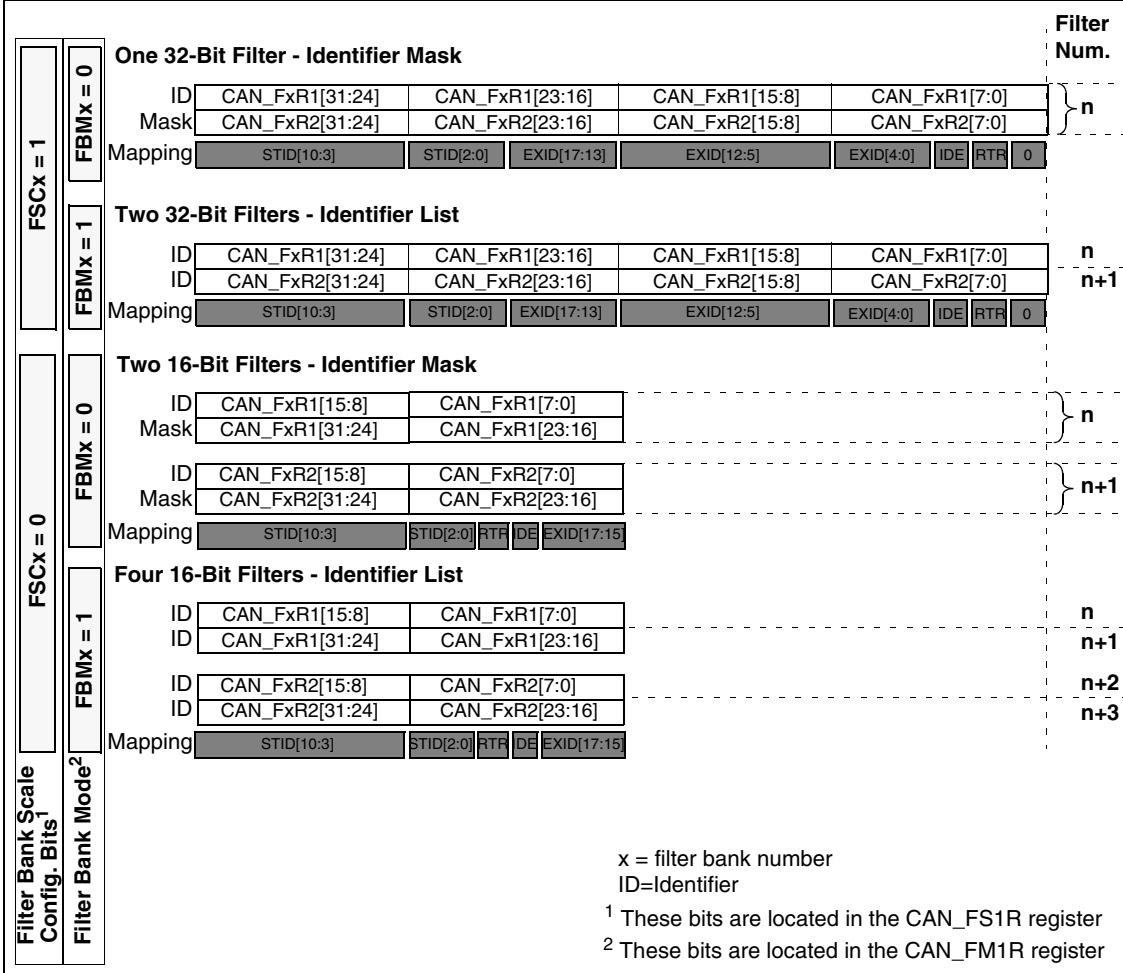 Filter
Num.
One 32-Bit Filter - Identifier Mask
FSCx = 1
FBMx = 0
ID CAN_FxR1[31:24] CAN_FxR1[23:16] CAN_FxR1[15:8] CAN_FxR1[7:0] n
Mask CAN_FxR2[31:24] CAN_FxR2[23:16] CAN_FxR2[15:8] CAN_FxR2[7:0]
Mapping STID[10:3] STID[2:0] EXID[17:13] EXID[12:5] EXID[4:0] IDE RTR 0
Two 32-Bit Filters - Identifier List
FBMx = 1
ID CAN_FxR1[31:24] CAN_FxR1[23:16] CAN_FxR1[15:8] CAN_FxR1[7:0] n
ID CAN_FxR2[31:24] CAN_FxR2[23:16] CAN_FxR2[15:8] CAN_FxR2[7:0] n+1
Mapping STID[10:3] STID[2:0] EXID[17:13] EXID[12:5] EXID[4:0] IDE RTR 0
Two 16-Bit Filters - Identifier Mask
FSCx = 0
FBMx = 0
ID CAN_FxR1[15:8] CAN_FxR1[7:0] n
Mask CAN_FxR1[31:24] CAN_FxR1[23:16]
ID CAN_FxR2[15:8] CAN_FxR2[7:0] n+1
Mask CAN_FxR2[31:24] CAN_FxR2[23:16]
Mapping STID[10:3] STID[2:0] RTR IDE EXID[17:15]
Four 16-Bit Filters - Identifier List
FBMx = 1
ID CAN_FxR1[15:8] CAN_FxR1[7:0] n
ID CAN_FxR1[31:24] CAN_FxR1[23:16] n+1
ID CAN_FxR2[15:8] CAN_FxR2[7:0] n+2
ID CAN_FxR2[31:24] CAN_FxR2[23:16] n+3
Mapping STID[10:3] STID[2:0] RTR IDE EXID[17:15]
Filter Bank Scale
Config. Bits1
Filter Bank Mode2
x = filter bank number
ID=Identifier
1 These bits are located in the CAN_FS1R register
2 These bits are located in the CAN_FM1R register